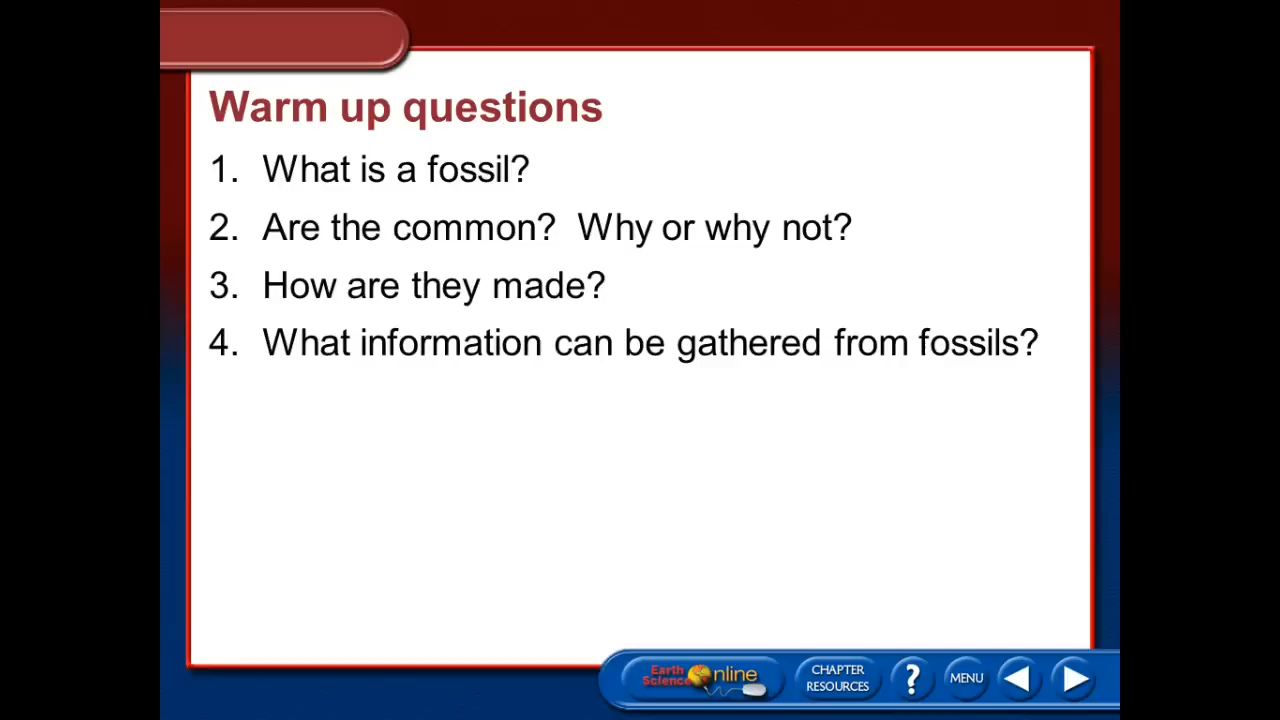 Warm up questions
1. What is a fossil?
2. Are the common? Why or why not?
3. How are they made?
4. What information can be gathered from fossils?
Earth
Science Online
CHAPTER
RESOURCES
?
MENU